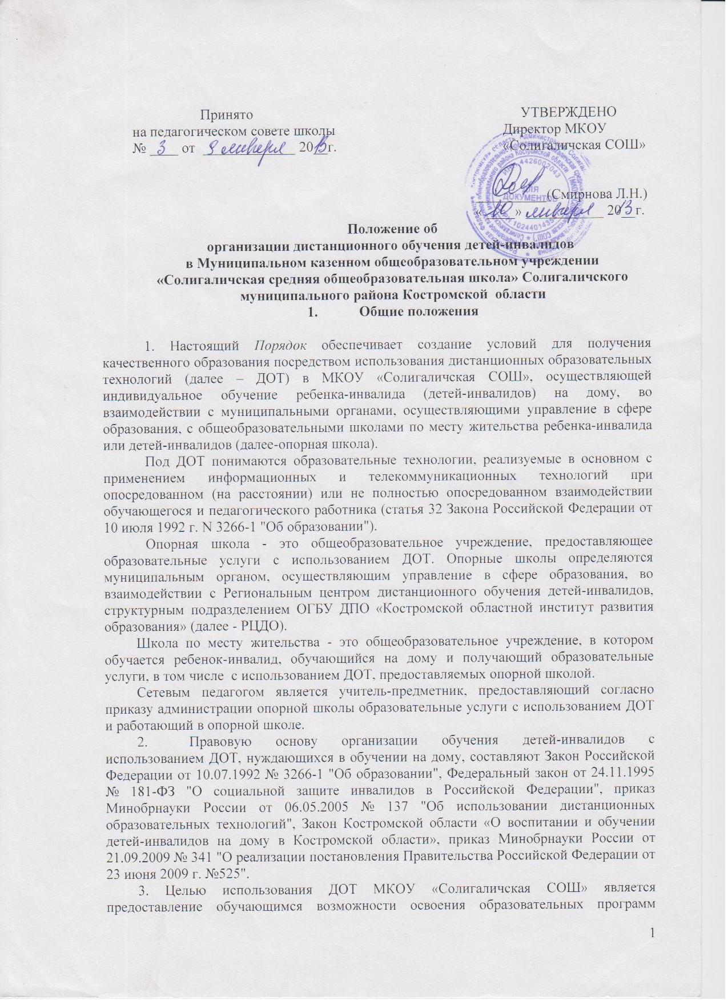 Принято
на педагогическом совете школы
№ 3 от 9 января 2013г.
УТВЕРЖДЕНО
Директор МКОУ
«Солигаличская СОШ»
(Смирнова Л.Н.)
«10» января 2013г.
ИНН 4426002043
ДЛЯ
ДОКУМЕНТОВ
Положение об
организации дистанционного обучения детей-инвалидов
в Муниципальном казенном общеобразовательном учреждении
«Солигаличская средняя общеобразовательная школа» Солигаличского
муниципального района Костромской области
1. Общие положения
1. Настоящий Порядок обеспечивает создание условий для получения
качественного образования посредством использования дистанционных образовательных
технологий (далее – ДОТ) в МКОУ «Солигаличская СОШ», осуществляющей
индивидуальное обучение ребенка-инвалида (детей-инвалидов) на дому, во
взаимодействии с муниципальными органами, осуществляющими управление в сфере
образования, с общеобразовательными школами по месту жительства ребенка-инвалида
или детей-инвалидов (далее-опорная школа).
Под ДОТ понимаются образовательные технологии, реализуемые в основном с
применением информационных и телекоммуникационных технологий при
опосредованном (на расстоянии) или не полностью опосредованном взаимодействии
обучающегося и педагогического работника (статья 32 Закона Российской Федерации от
10 июля 1992 г. N 3266-1 "Об образовании").
Опорная школа - это общеобразовательное учреждение, предоставляющее
образовательные услуги с использованием ДОТ. Опорные школы определяются
муниципальным органом, осуществляющим управление в сфере образования, во
взаимодействии с Региональным центром дистанционного обучения детей-инвалидов,
структурным подразделением ОГБУ ДПО «Костромской областной институт развития
образования» (далее - РЦДО).
Школа по месту жительства - это общеобразовательное учреждение, в котором
обучается ребенок-инвалид, обучающийся на дому и получающий образовательные
услуги, в том числе с использованием ДОТ, предоставляемых опорной школой.
Сетевым педагогом является учитель-предметник, предоставляющий согласно
приказу администрации опорной школы образовательные услуги с использованием ДОТ
и работающий в опорной школе.
2. Правовую основу организации обучения детей-инвалидов с
использованием ДОТ, нуждающихся в обучении на дому, составляют Закон Российской
Федерации от 10.07.1992 № 3266-1 "Об образовании", Федеральный закон от 24.11.1995
№ 181-ФЗ "О социальной защите инвалидов в Российской Федерации", приказ
Минобрнауки России от 06.05.2005 № 137 "Об использовании дистанционных
образовательных технологий", Закон Костромской области «О воспитании и обучении
детей-инвалидов на дому в Костромской области», приказ Минобрнауки России от
21.09.2009 № 341 "О реализации постановления Правительства Российской Федерации от
23 июня 2009 г. №525".
3. Целью использования ДОТ МКОУ «Солигаличская СОШ» является
предоставление обучающимся возможности освоения образовательных программ
1